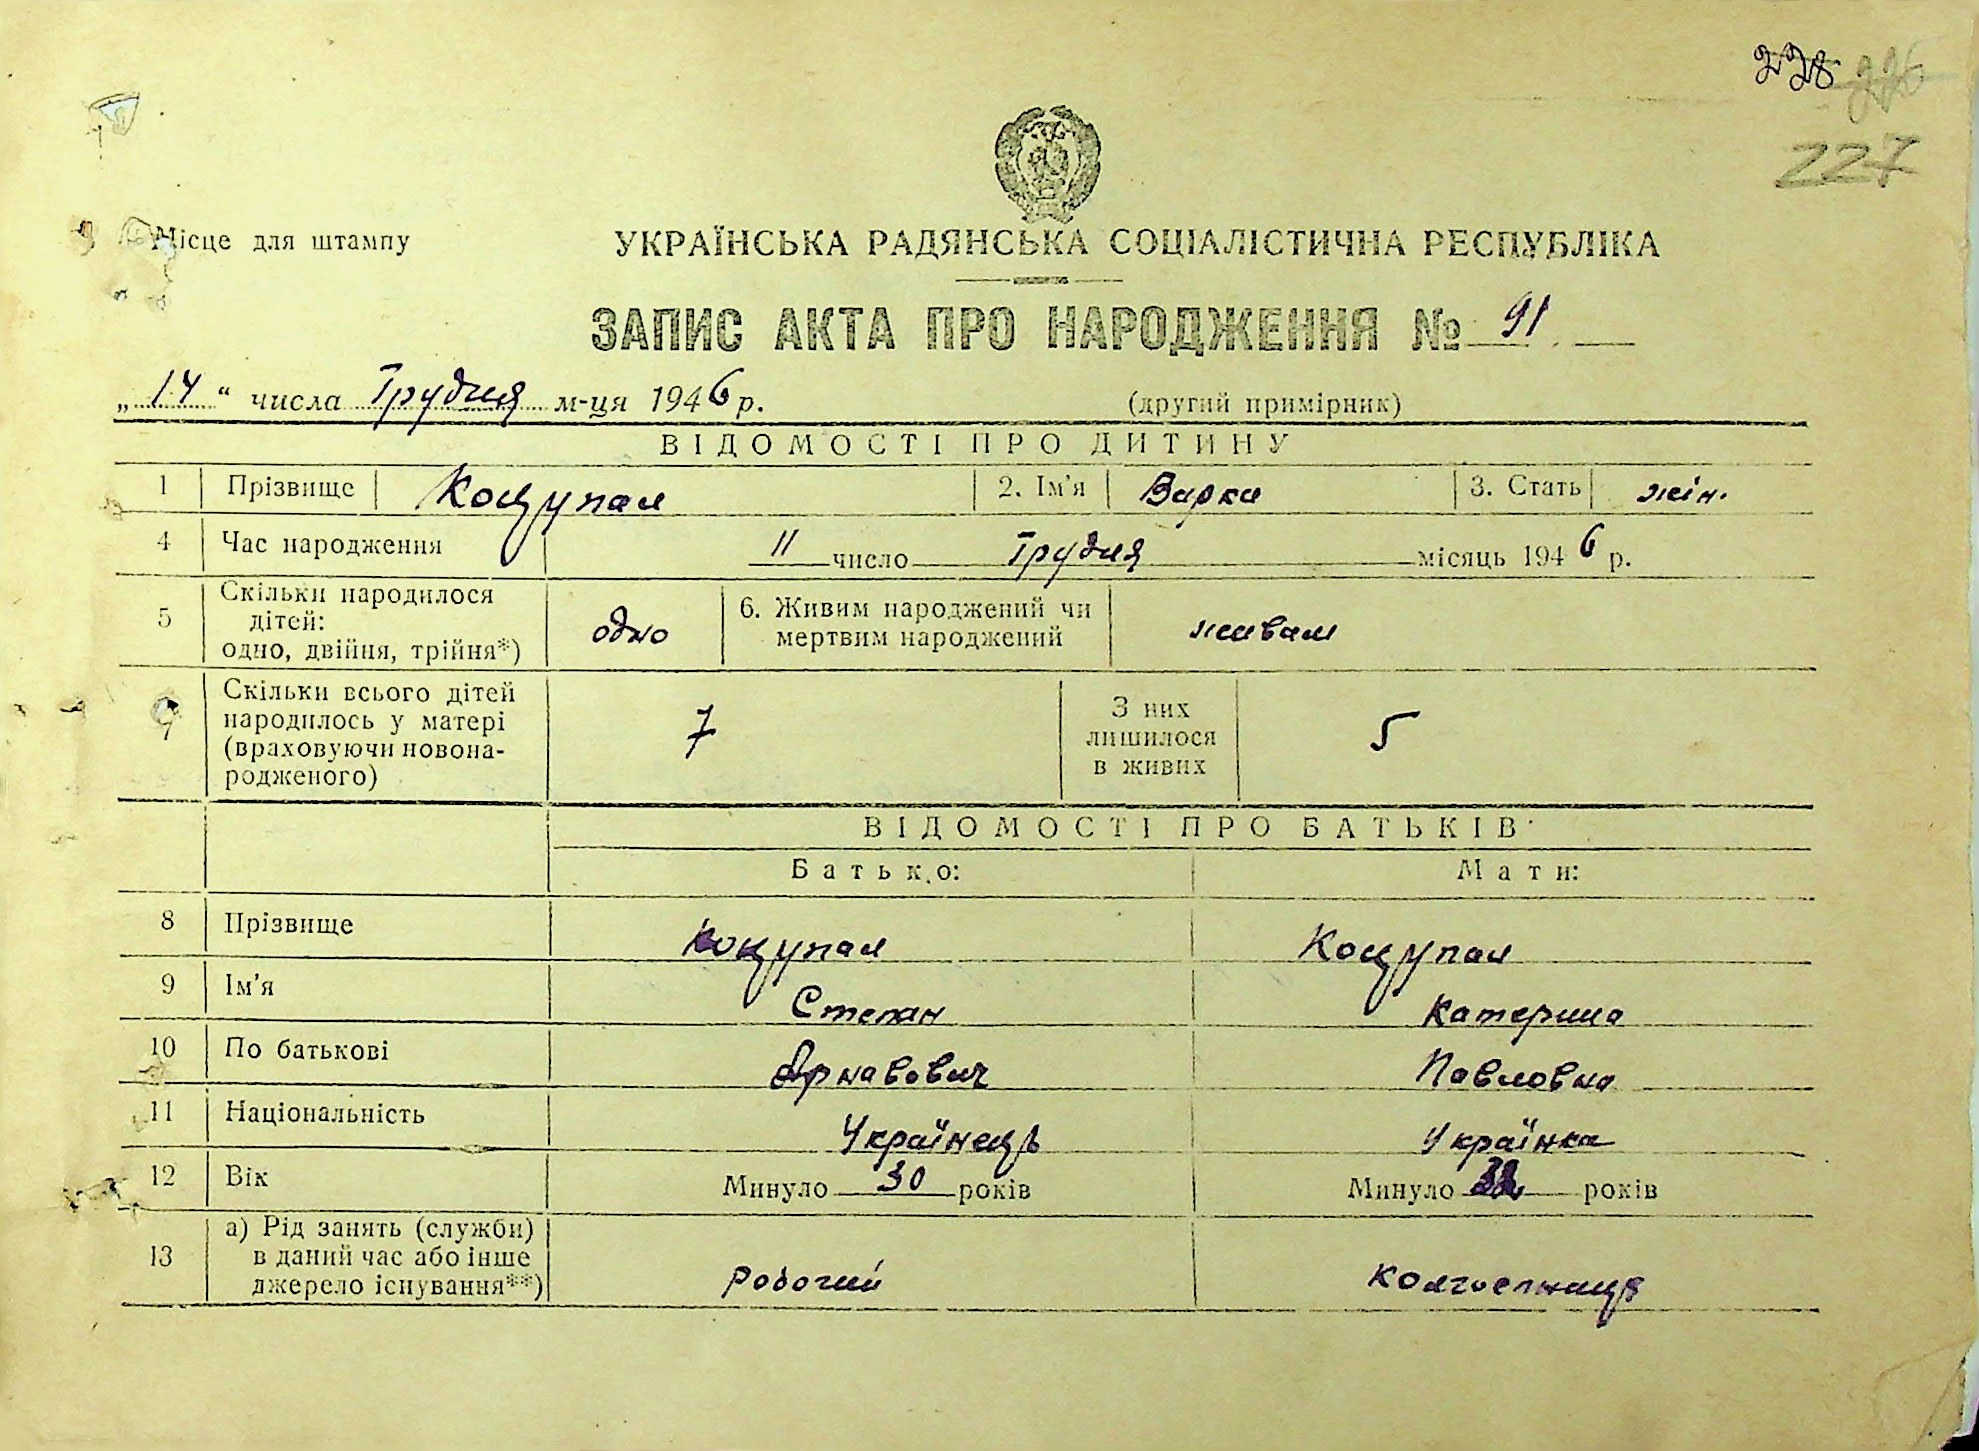 228 226
227
Місце для штампу
УКРАЇНСЬКА РАДЯНСЬКА СОЦІАЛІСТИЧНА РЕСПУБЛІКА
ЗАПИС АКТА ПРО НАРОДЖЕННЯ № 91
„14“ числа Грудня м-ця 1946 р. (другий примірник)
ВІДОМОСТІ ПРО ДИТИНУ
1 Прізвище Коцупал 2. Ім'я Варка 3. Стать жін.
4 Час народження 11 число Грудня місяць 1946 р.
5 Скільки народилося дітей: одно, двійня, трійня*) одно 6. Живим народжений чи мертвим народжений живам
7 Скільки всього дітей народилось у матері (враховуючи новонародженого) 7 З них лишилося в живих 5
ВІДОМОСТІ ПРО БАТЬКІВ
Батько: Мати:
8 Прізвище Коцупал Коцупал
9 Ім'я Степан Катерина
10 По батькові Павловна
11 Національність Українець Українка
12 Вік Минуло 30 років Минуло років
13 а) Рід занять (служби) в даний час або інше джерело існування**) Робочий Колгоспниця